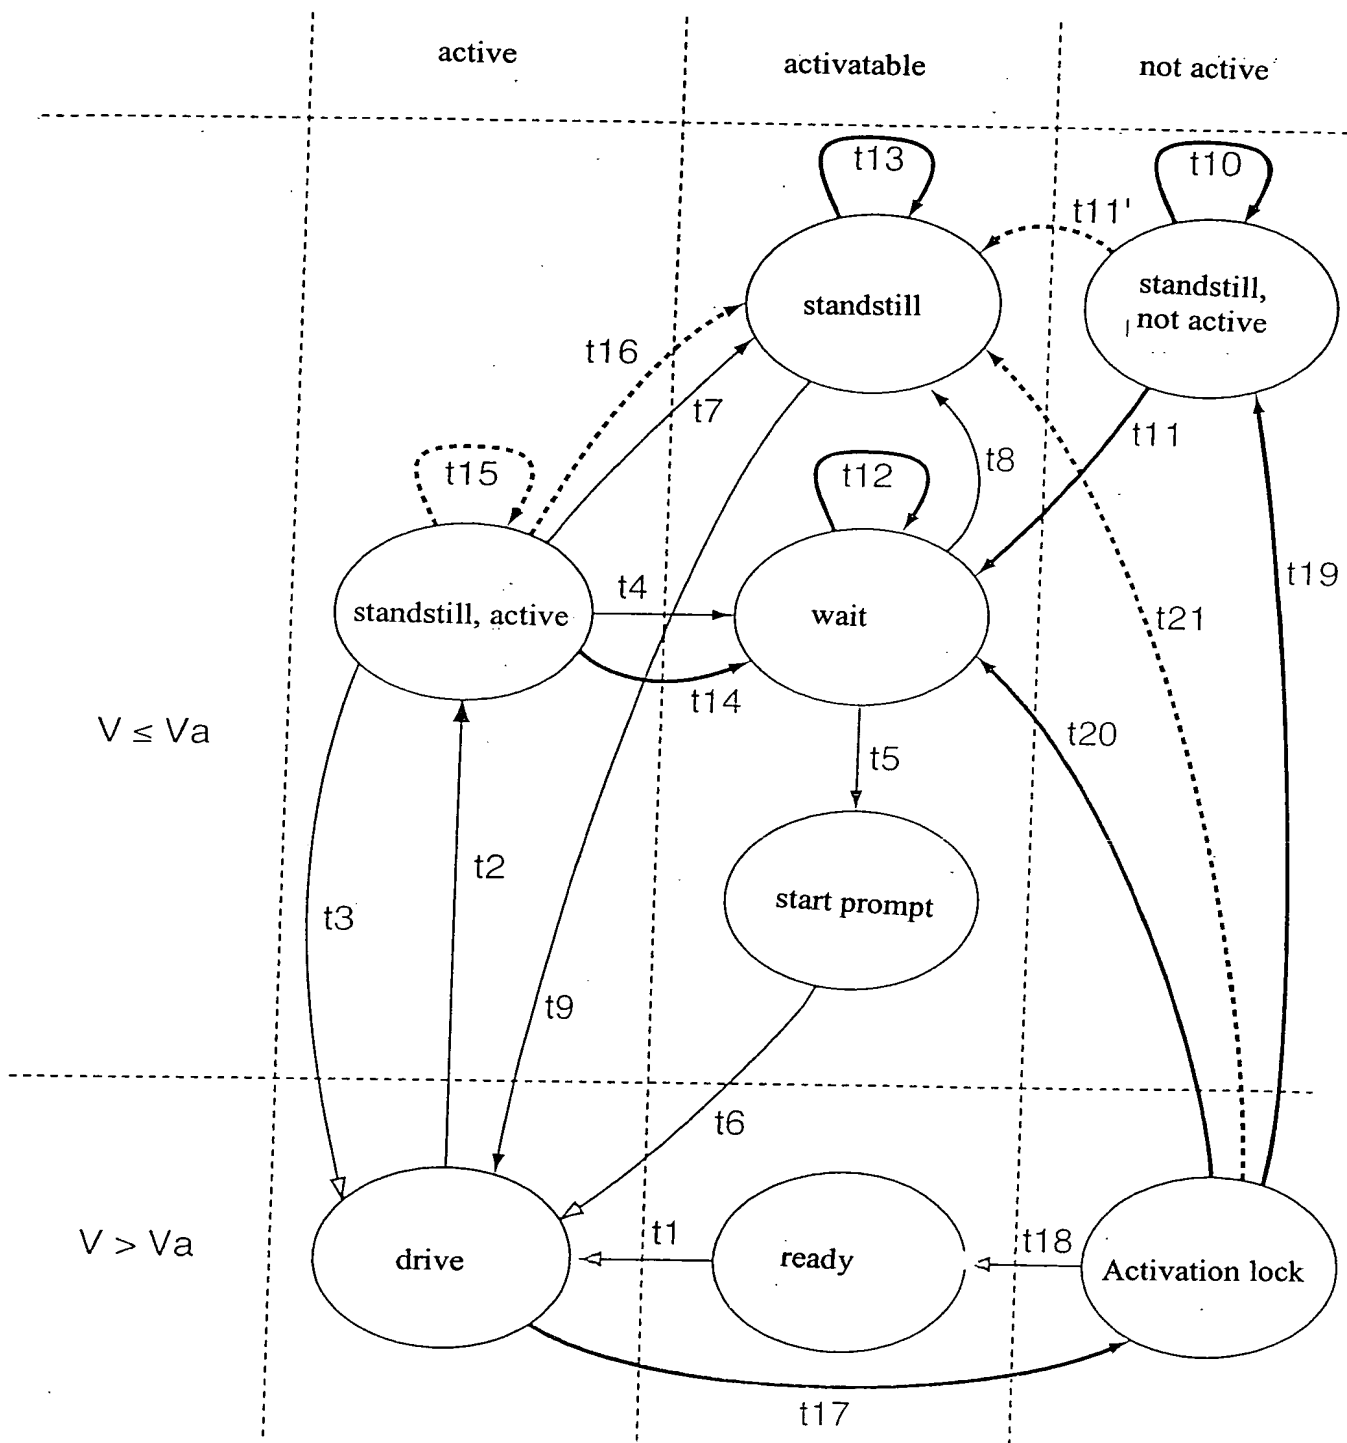 active
activatable
not active
t13
t10
t11'
standstill
standstill,
not active
t16
t7
t11
t15
t8
t12
t19
t4
standstill, active
wait
t21
t14
V ≤ Va
t20
t5
t2
start prompt
t3
t9
t6
V > Va
t1
t18
drive
ready
Activation lock
t17